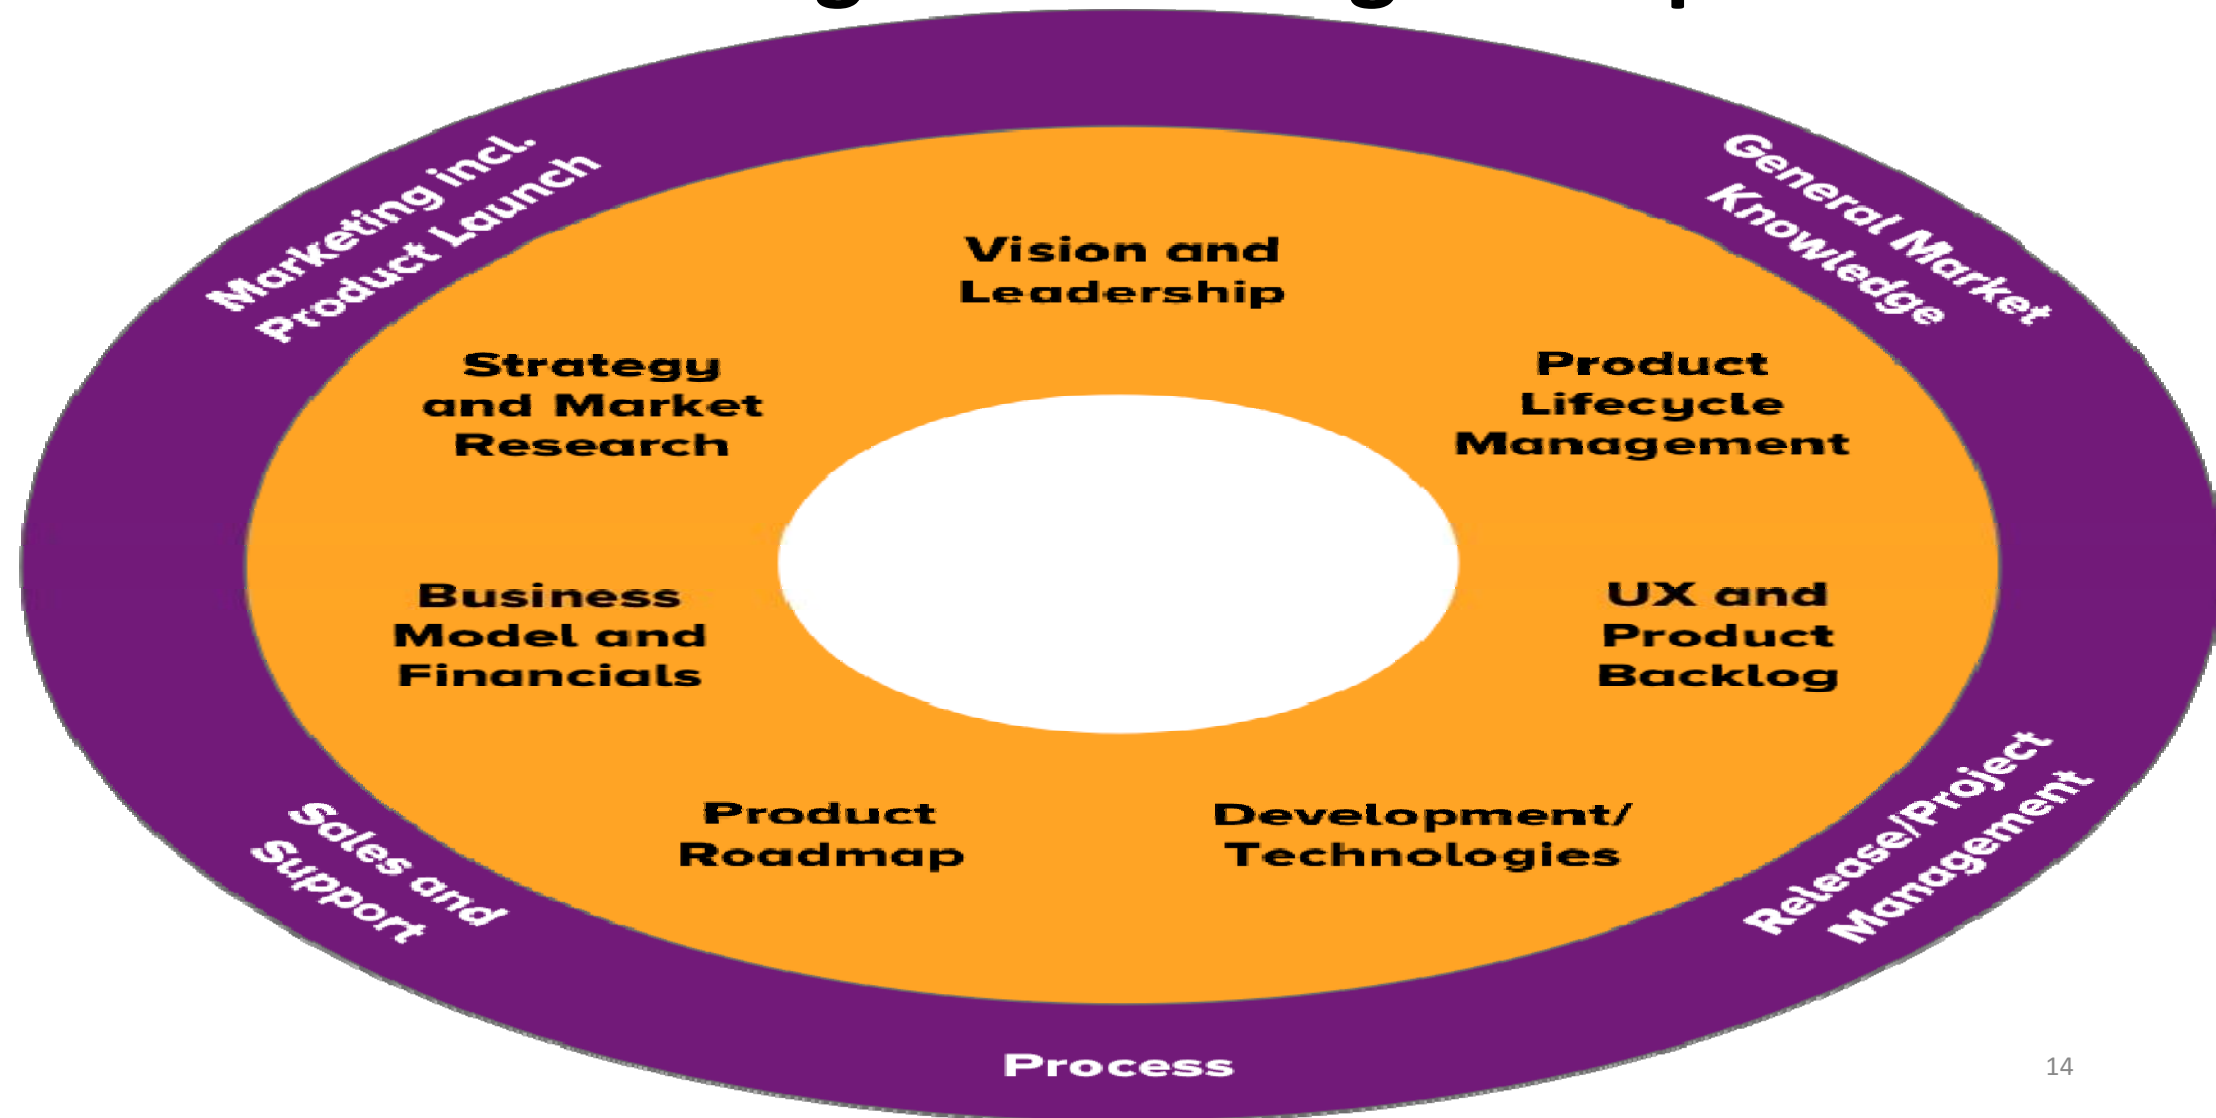 Marketing incl.
Product Launch
General Market
Knowledge
Vision and
Leadership
Strategy
and Market
Research
Product
Lifecycle
Management
Business
Model and
Financials
UX and
Product
Backlog
Product
Roadmap
Development/
Technologies
Sales and
Support
Release/Project
Management
Process
14